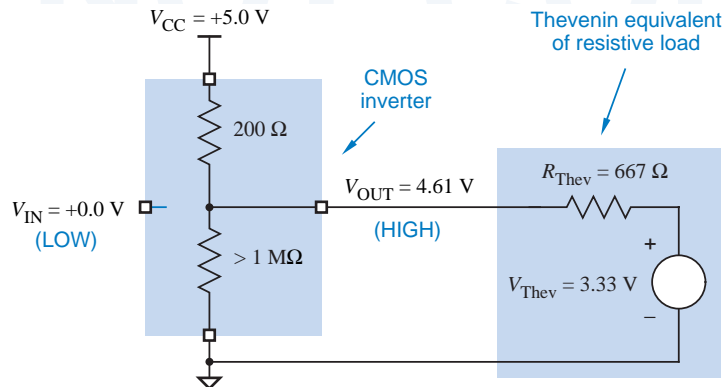 V_CC = +5.0 V
Thevenin equivalent
of resistive load
CMOS
inverter
200 Ω
R_Thev = 667 Ω
V_IN = +0.0 V
(LOW)
V_OUT = 4.61 V
(HIGH)
> 1 MΩ
+
V_Thev = 3.33 V
−